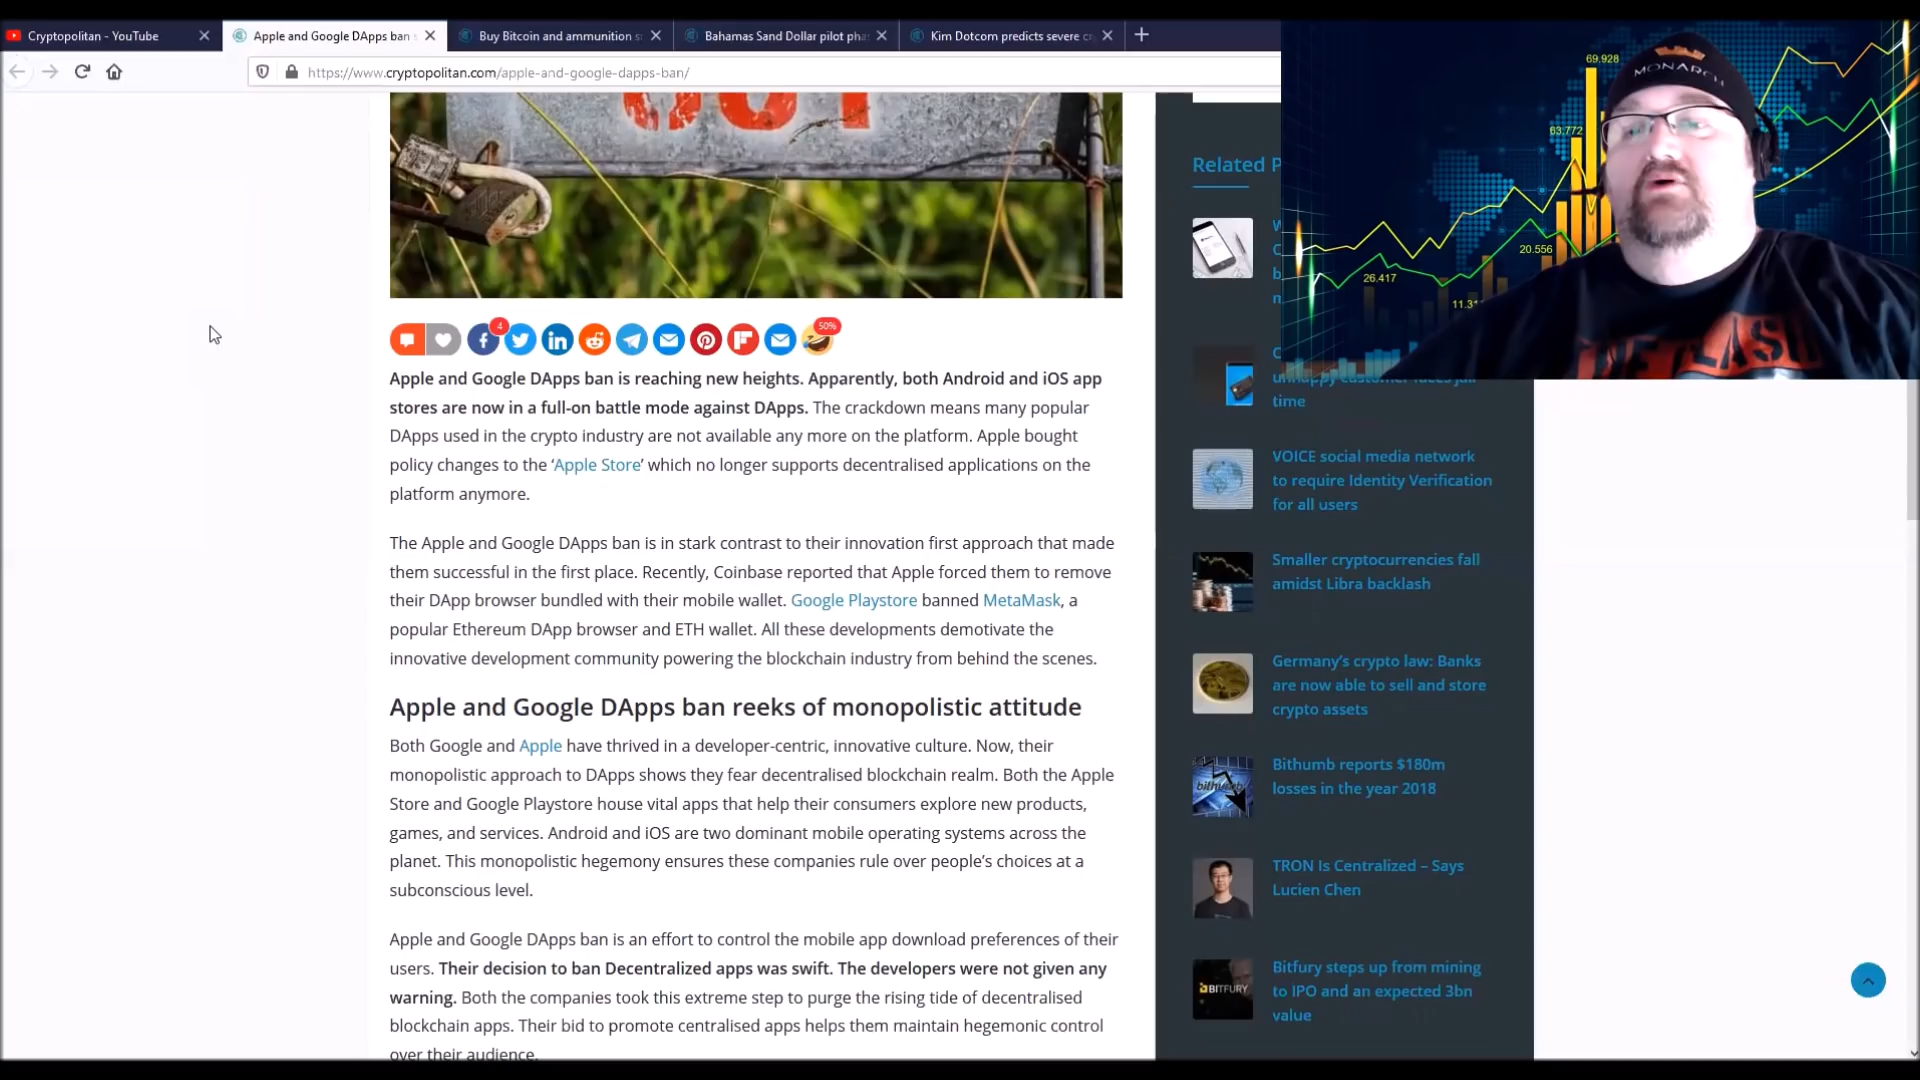 Cryptopolitan - YouTube
Apple and Google DApps ban
Buy Bitcoin and ammunition
Bahamas Sand Dollar pilot pha
Kim Dotcom predicts severe
https://www.cryptopolitan.com/apple-and-google-dapps-ban/
69.928
MONARCH
63.772
20.556
26.417
OUT
4
50%
Apple and Google DApps ban is reaching new heights. Apparently, both Android and iOS app
stores are now in a full-on battle mode against DApps. The crackdown means many popular
DApps used in the crypto industry are not available any more on the platform. Apple bought
policy changes to the ‘Apple Store’ which no longer supports decentralised applications on the
platform anymore.
The Apple and Google DApps ban is in stark contrast to their innovation first approach that made
them successful in the first place. Recently, Coinbase reported that Apple forced them to remove
their DApp browser bundled with their mobile wallet. Google Playstore banned MetaMask, a
popular Ethereum DApp browser and ETH wallet. All these developments demotivate the
innovative development community powering the blockchain industry from behind the scenes.
Apple and Google DApps ban reeks of monopolistic attitude
Both Google and Apple have thrived in a developer-centric, innovative culture. Now, their
monopolistic approach to DApps shows they fear decentralised blockchain realm. Both the Apple
Store and Google Playstore house vital apps that help their consumers explore new products,
games, and services. Android and iOS are two dominant mobile operating systems across the
planet. This monopolistic hegemony ensures these companies rule over people’s choices at a
subconscious level.
Apple and Google DApps ban is an effort to control the mobile app download preferences of their
users. Their decision to ban Decentralized apps was swift. The developers were not given any
warning. Both the companies took this extreme step to purge the rising tide of decentralised
blockchain apps. Their bid to promote centralised apps helps them maintain hegemonic control
over their audience.
Related P
time
VOICE social media network
to require Identity Verification
for all users
Smaller cryptocurrencies fall
amidst Libra backlash
Germany’s crypto law: Banks
are now able to sell and store
crypto assets
bithumb
Bithumb reports $180m
losses in the year 2018
TRON Is Centralized – Says
Lucien Chen
BITFURY
Bitfury steps up from mining
to IPO and an expected 3bn
value